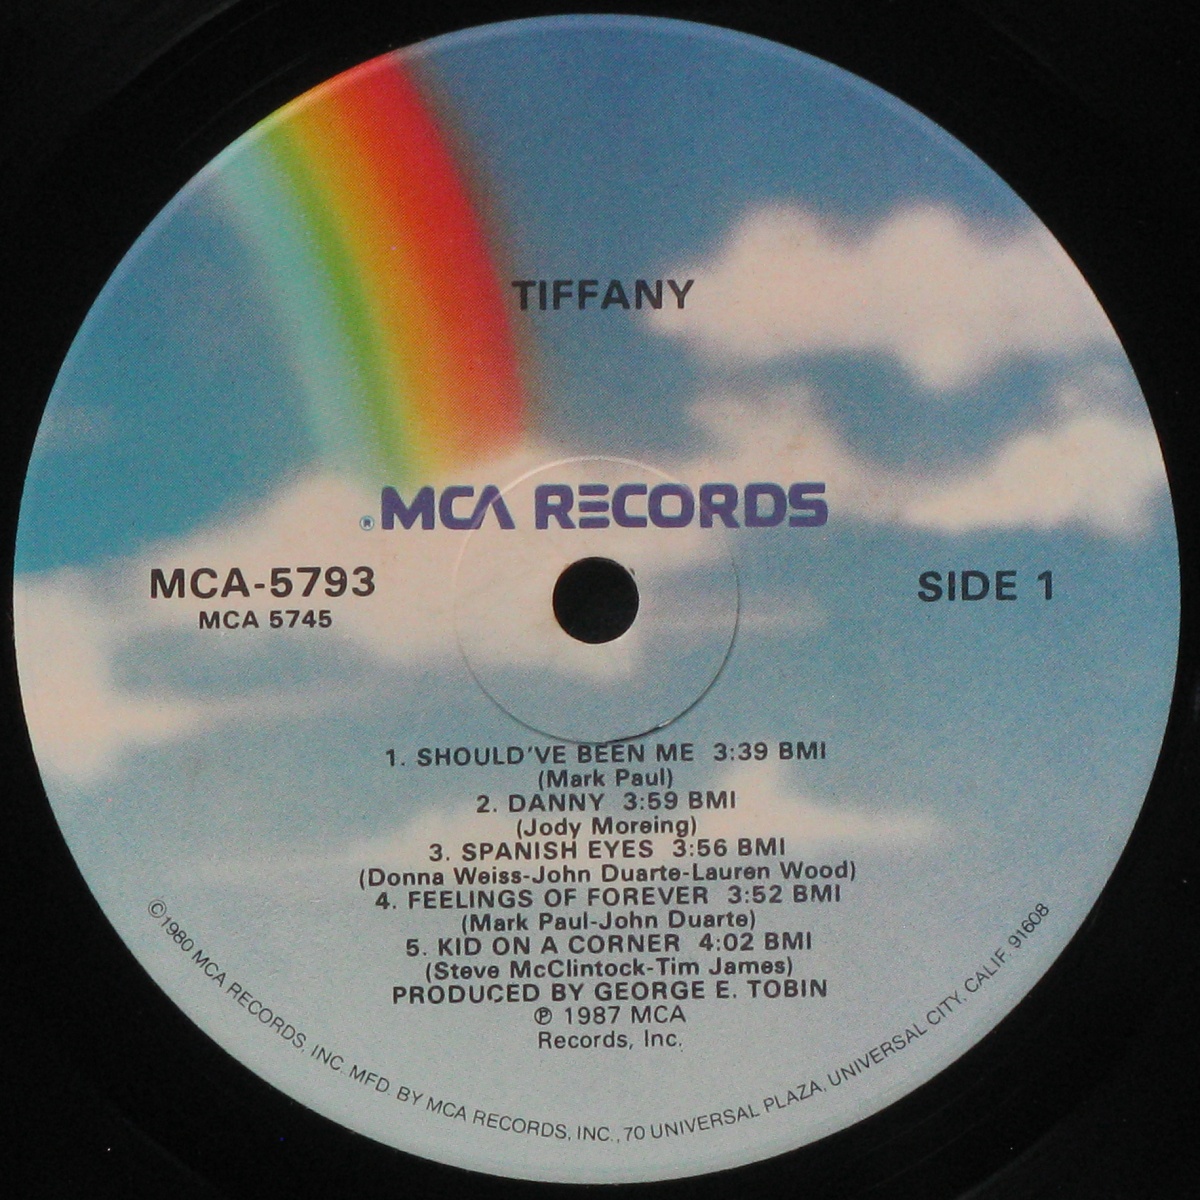 TIFFANY
® MCA RECORDS
MCA-5793
MCA 5745
SIDE 1
1. SHOULD'VE BEEN ME 3:39 BMI
(Mark Paul)
2. DANNY 3:59 BMI
(Jody Moreing)
3. SPANISH EYES 3:56 BMI
(Donna Weiss-John Duarte-Lauren Wood)
4. FEELINGS OF FOREVER 3:52 BMI
(Mark Paul-John Duarte)
5. KID ON A CORNER 4:02 BMI
(Steve McClintock-Tim James)
PRODUCED BY GEORGE E. TOBIN
℗ 1987 MCA
Records, Inc.
©1980 MCA RECORDS, INC. MFD. BY MCA RECORDS, INC., 70 UNIVERSAL PLAZA, UNIVERSAL CITY, CALIF. 91608